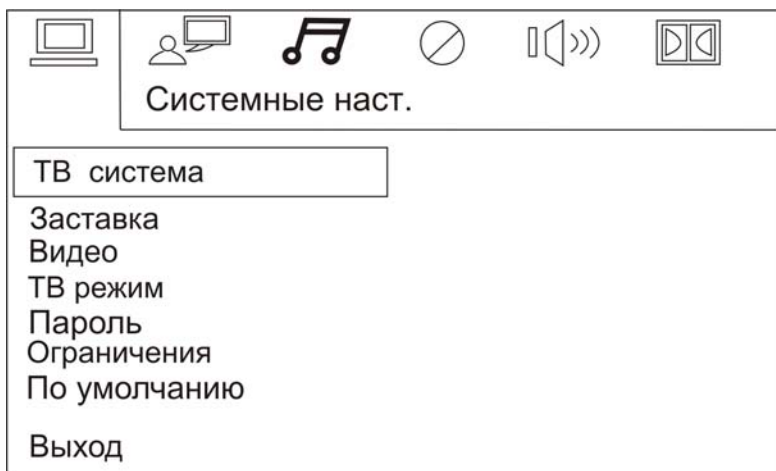 Системные наст.
ТВ система
Заставка
Видео
ТВ режим
Пароль
Ограничения
По умолчанию
Выход